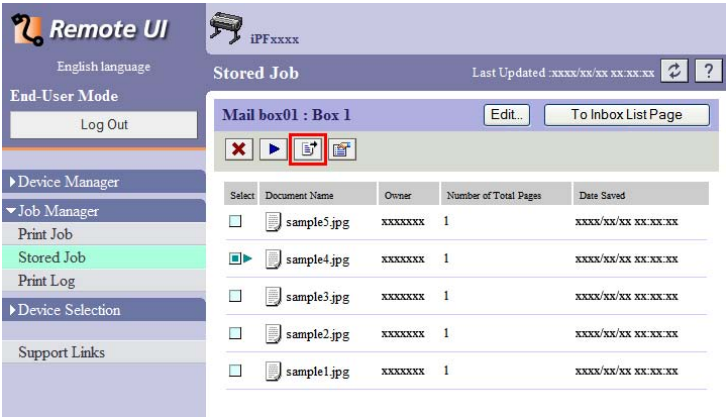 Remote UI
iPFxxxx
English language
Stored Job
Last Updated :xxxx/xx/xx xx:xx:xx
?
End-User Mode
Log Out
Mail box01 : Box 1
Edit...
To Inbox List Page
Device Manager
Job Manager
Print Job
Stored Job
Print Log
Device Selection
Support Links
Select Document Name Owner Number of Total Pages Date Saved
sample5.jpg xxxxxxx 1 xxxx/xx/xx xx:xx:xx
sample4.jpg xxxxxxx 1 xxxx/xx/xx xx:xx:xx
sample3.jpg xxxxxxx 1 xxxx/xx/xx xx:xx:xx
sample2.jpg xxxxxxx 1 xxxx/xx/xx xx:xx:xx
sample1.jpg xxxxxxx 1 xxxx/xx/xx xx:xx:xx